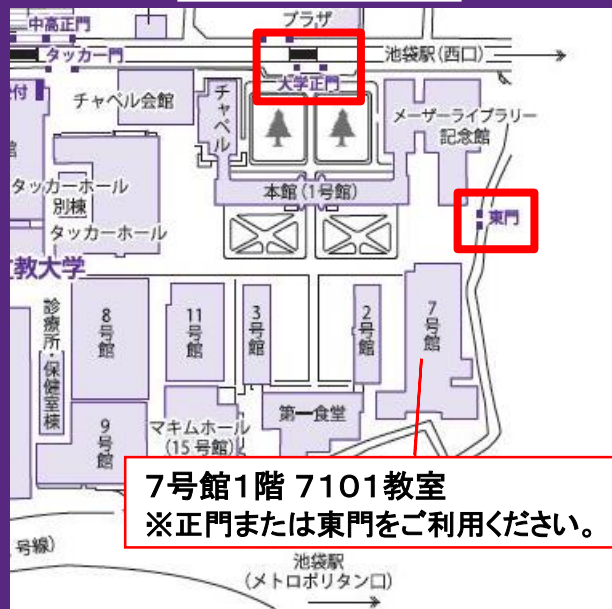 プラザ
中高正門
タッカー門
池袋駅(西口)
大学正門
付
チャペル会館
チャペル
メーザーライブラリー
記念館
館
本館(1号館)
タッカーホール
別棟
タッカーホール
東門
教大学
診療所・保健室棟
8号館
11号館
3号館
2号館
7号館
9号館
マキムホール
(15号館)
第一食堂
7号館1階 7101教室
※正門または東門をご利用ください。
号線)
池袋駅
(メトロポリタン口)